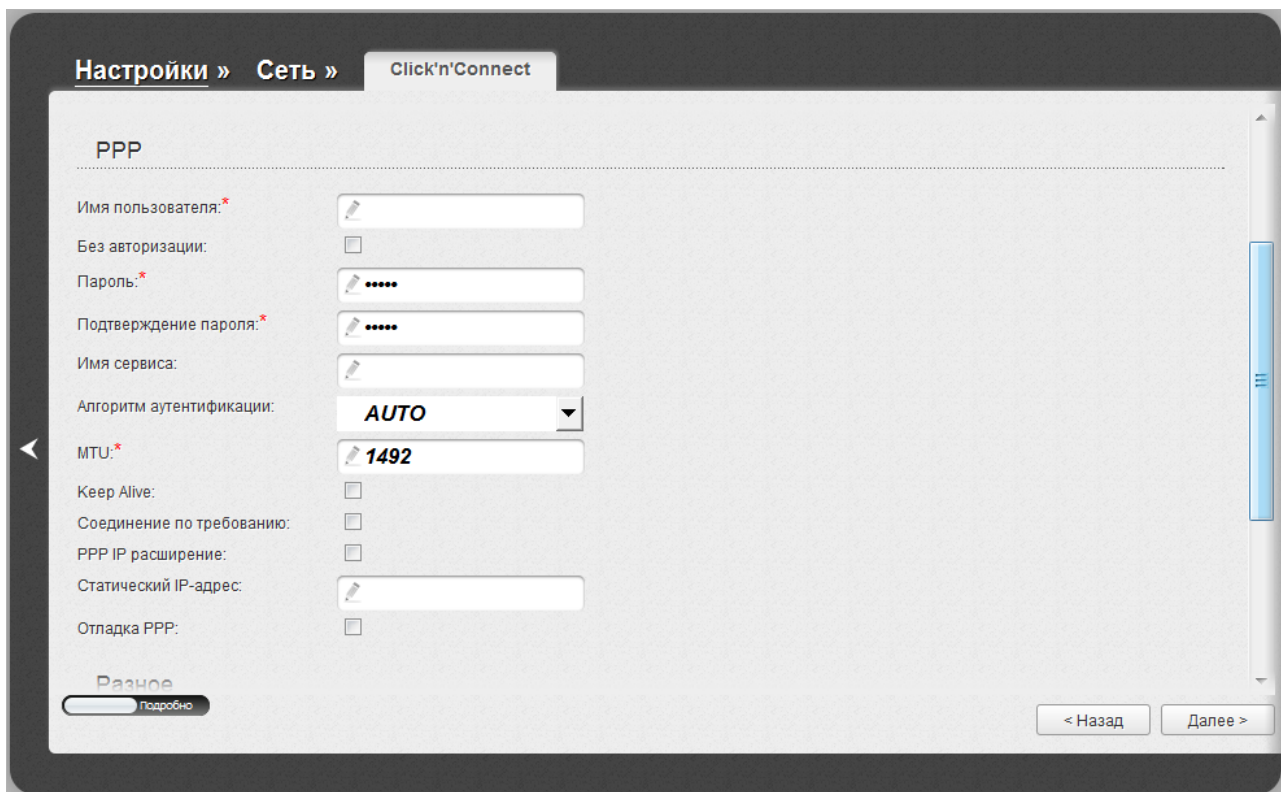 Настройки » Сеть » Click'n'Connect
PPP
Имя пользователя:*
Без авторизации:
Пароль:* •••••
Подтверждение пароля:* •••••
Имя сервиса:
Алгоритм аутентификации: AUTO
MTU:* 1492
Keep Alive:
Соединение по требованию:
PPP IP расширение:
Статический IP-адрес:
Отладка PPP:
Разное
Подробно
< Назад Далее >